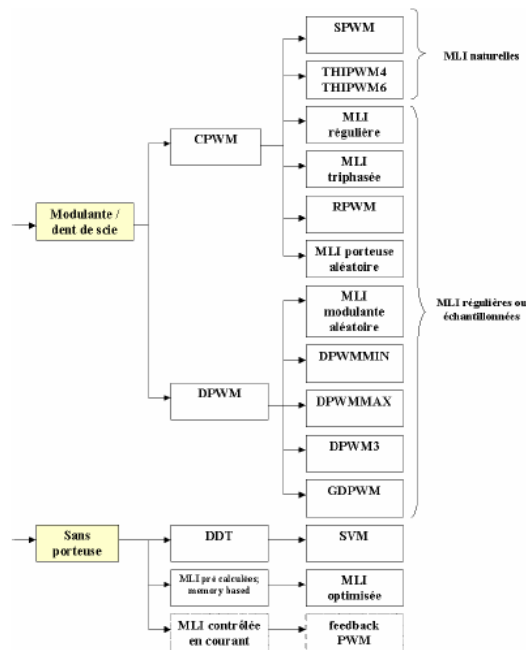 SPWM
MLI naturelles
THIPWM4
THIPWM6
MLI
régulière
CPWM
MLI
triphasée
Modulante /
dent de scie
RPWM
MLI porteuse
aléatoire
MLI
modulante
aléatoire
MLI régulières ou
échantillonnées
DPWMMIN
DPWM
DPWMMAX
DPWM3
GDPWM
Sans
porteuse
DDT
SVM
MLI pré calculées;
memory based
MLI
optimisée
MLI contrôlée
en courant
feedback
PWM